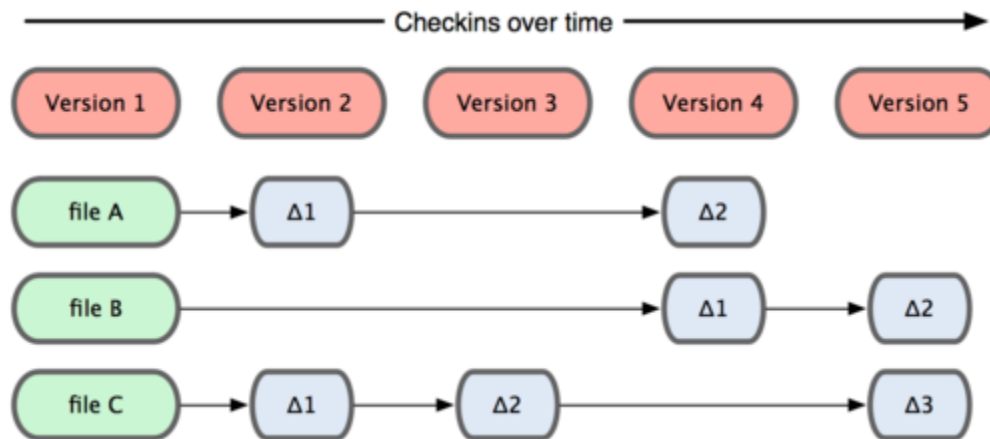 Checkins over time
Version 1 Version 2 Version 3 Version 4 Version 5
file A Δ1 Δ2
file B Δ1 Δ2
file C Δ1 Δ2 Δ3